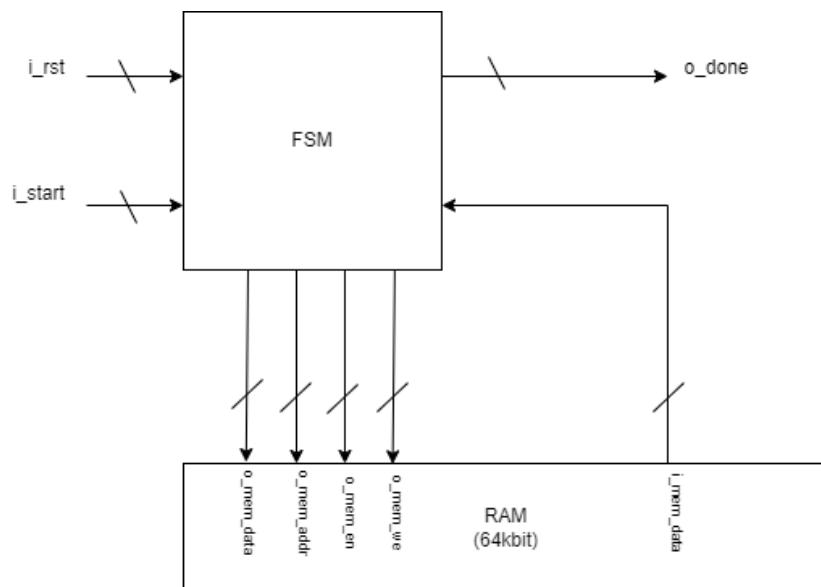 i_rst
o_done
FSM
i_start
o_mem_data
o_mem_addr
o_mem_en
o_mem_we
i_mem_data
RAM
(64kbit)